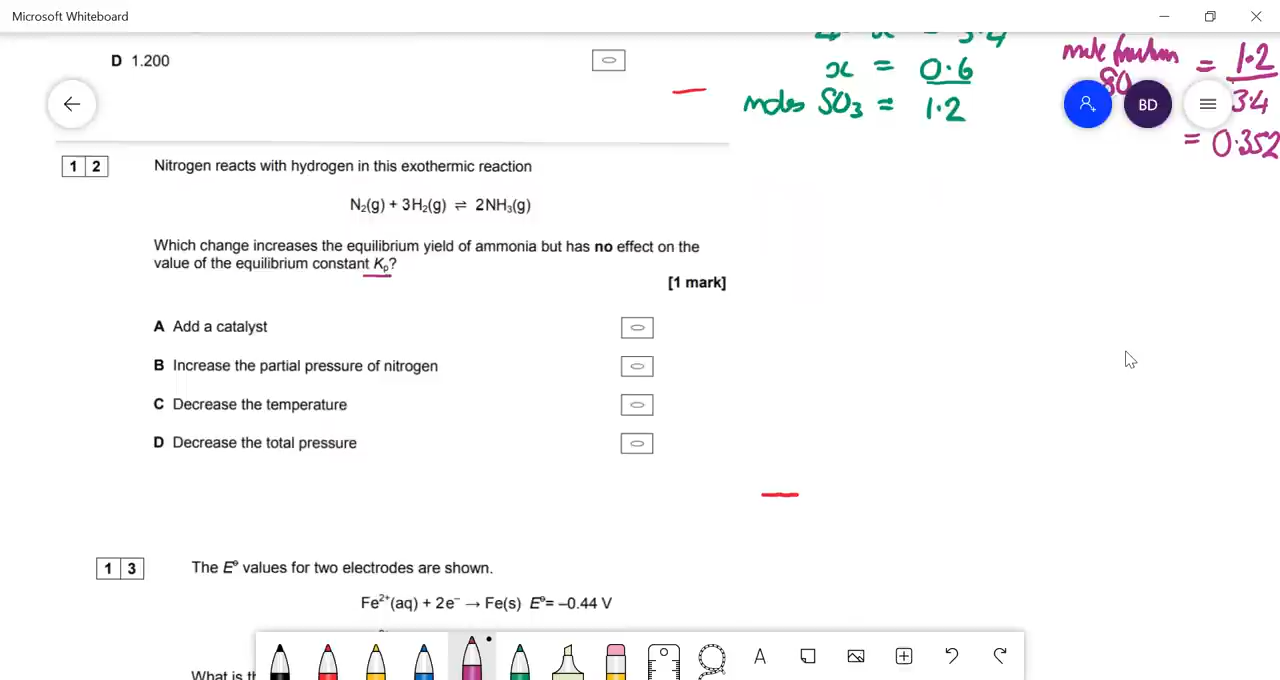 Microsoft Whiteboard
D 1.200
x = 0.6
moles SO3 = 1.2
mole fraction
= 1.2
3.4
= 0.352
BD
1 2
Nitrogen reacts with hydrogen in this exothermic reaction
N2(g) + 3H2(g) ⇌ 2NH3(g)
Which change increases the equilibrium yield of ammonia but has no effect on the
value of the equilibrium constant Kp?
[1 mark]
A Add a catalyst
B Increase the partial pressure of nitrogen
C Decrease the temperature
D Decrease the total pressure
1 3
The E⦵ values for two electrodes are shown.
Fe²⁺(aq) + 2e⁻ → Fe(s) E⦵= –0.44 V
What is
A